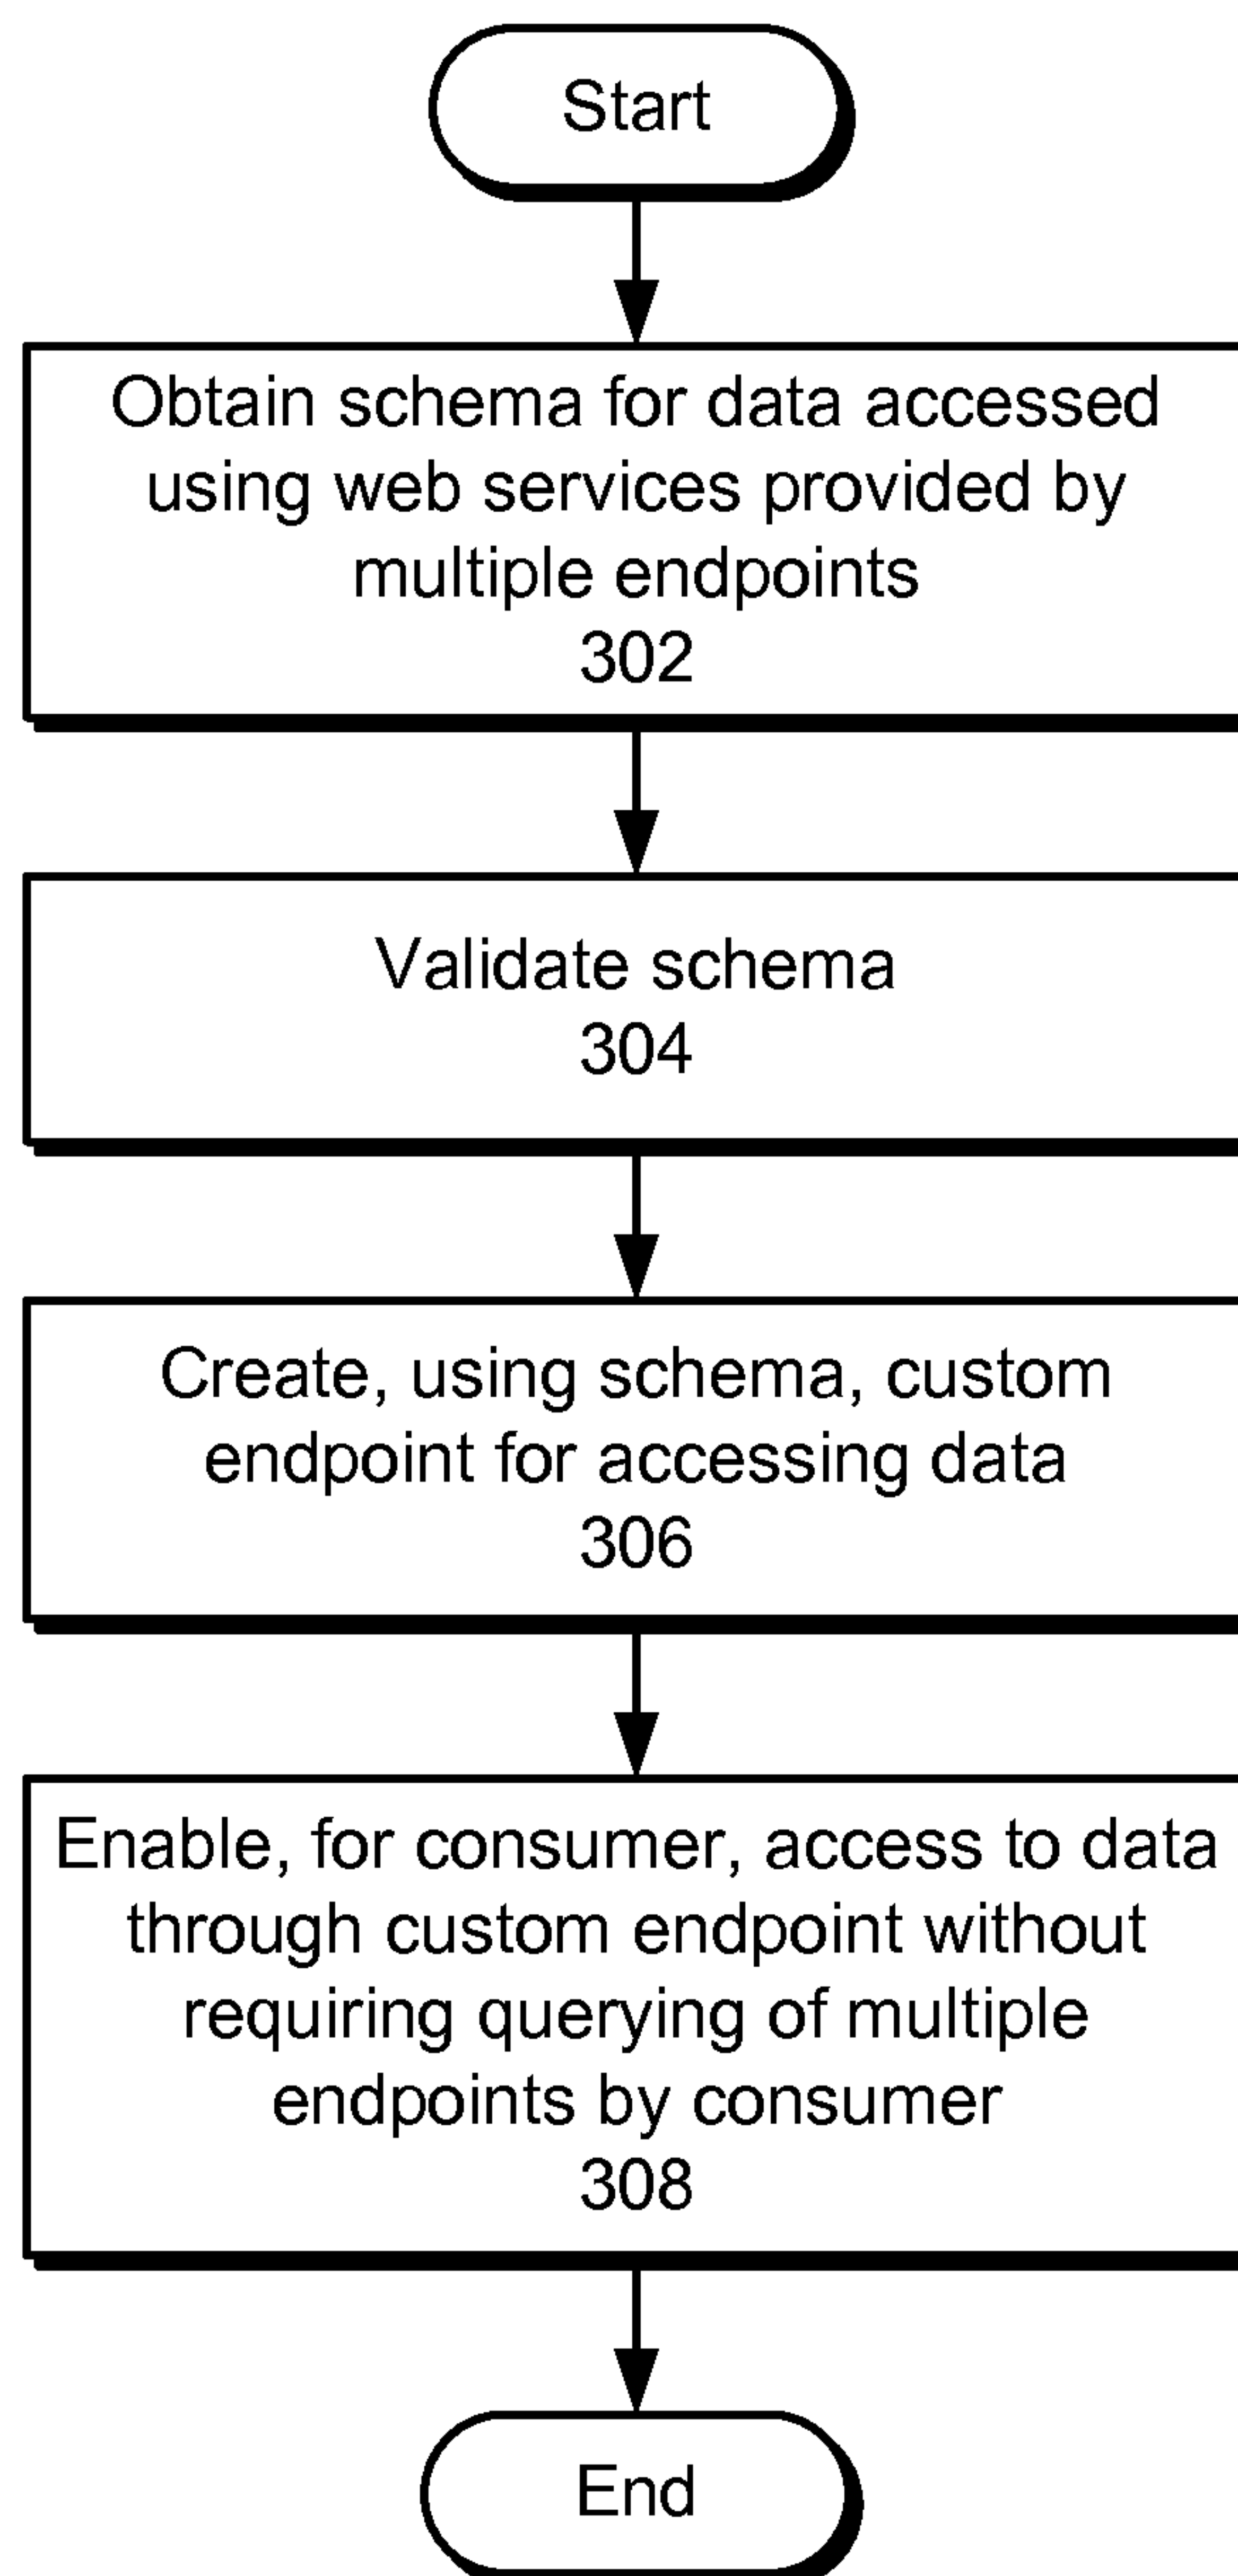 Start
Obtain schema for data accessed
using web services provided by
multiple endpoints
302
Validate schema
304
Create, using schema, custom
endpoint for accessing data
306
Enable, for consumer, access to data
through custom endpoint without
requiring querying of multiple
endpoints by consumer
308
End